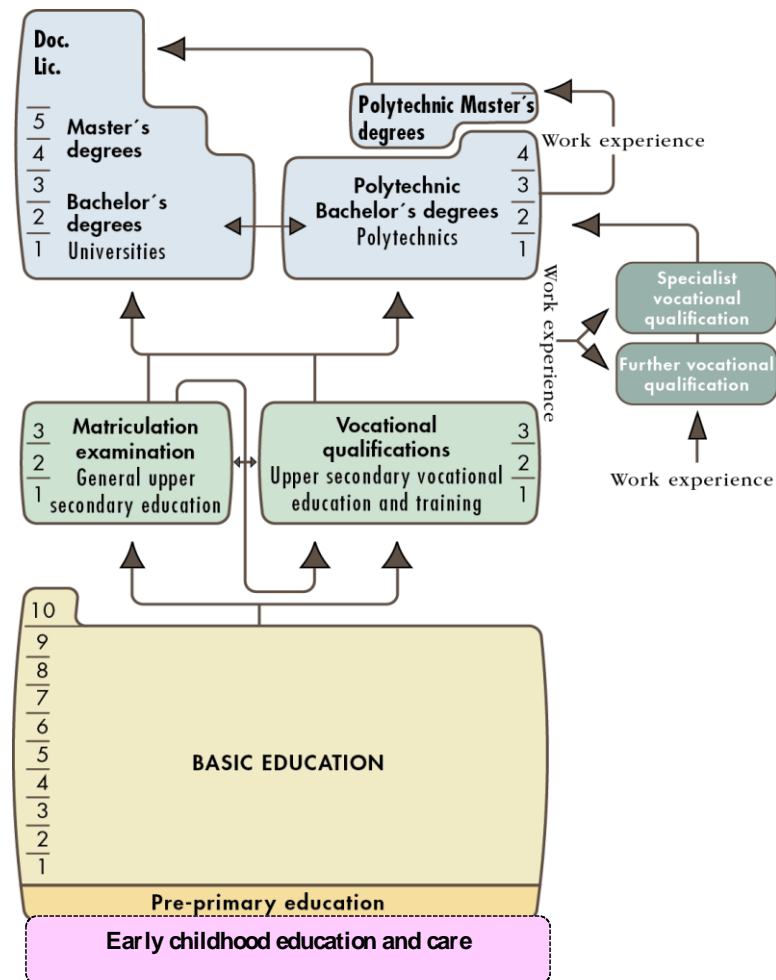 Doc.
Lic.
5
4
3
2
1
Master´s
degrees
Bachelor´s
degrees
Universities
Polytechnic Master´s
degrees
Work experience
Polytechnic
Bachelor´s degrees
Polytechnics
4
3
2
1
Work experience
Specialist
vocational
qualification
Further vocational
qualification
Work experience
3
2
1
Matriculation
examination
General upper
secondary education
Vocational
qualifications
Upper secondary vocational
education and training
3
2
1
10
9
8
7
6
5
4
3
2
1
BASIC EDUCATION
Pre-primary education
Early childhood education and care